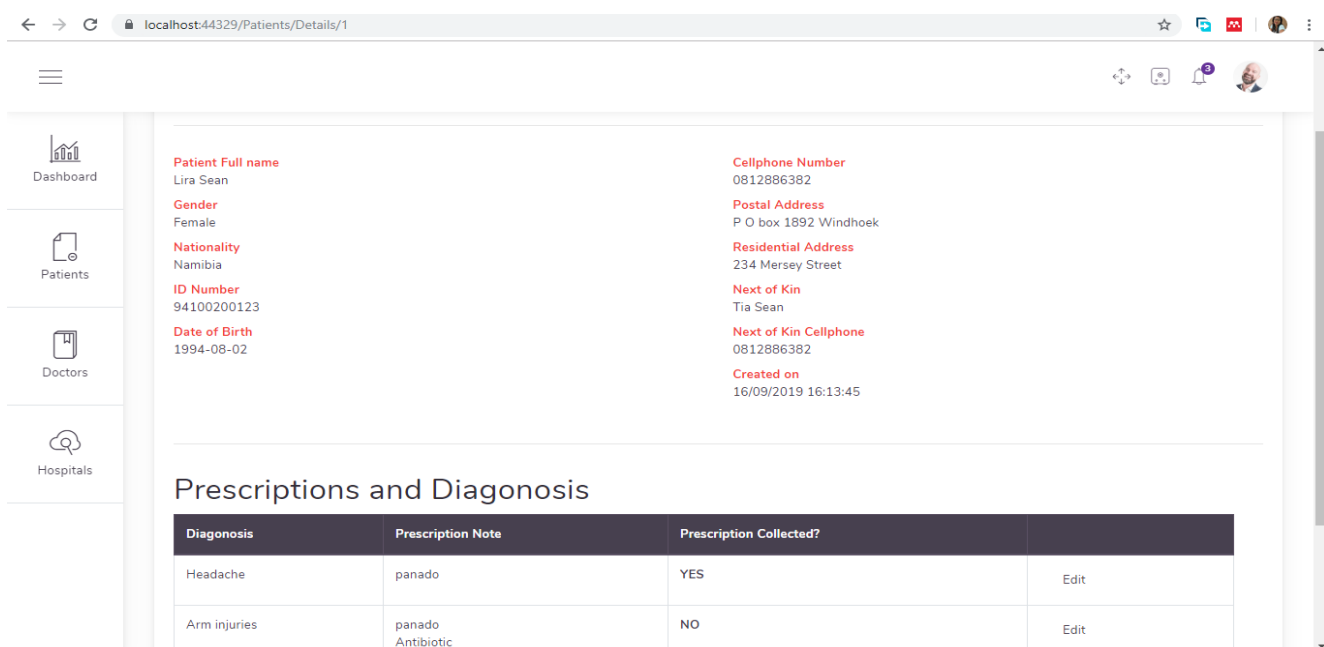 localhost:44329/Patients/Details/1
3
Dashboard
Patients
Doctors
Hospitals
Patient Full name
Lira Sean
Gender
Female
Nationality
Namibia
ID Number
94100200123
Date of Birth
1994-08-02
Cellphone Number
0812886382
Postal Address
P O box 1892 Windhoek
Residential Address
234 Mersey Street
Next of Kin
Tia Sean
Next of Kin Cellphone
0812886382
Created on
16/09/2019 16:13:45
Prescriptions and Diagonosis
Diagonosis Prescription Note Prescription Collected?
Headache panado YES Edit
Arm injuries panado NO Edit
Antibiotic